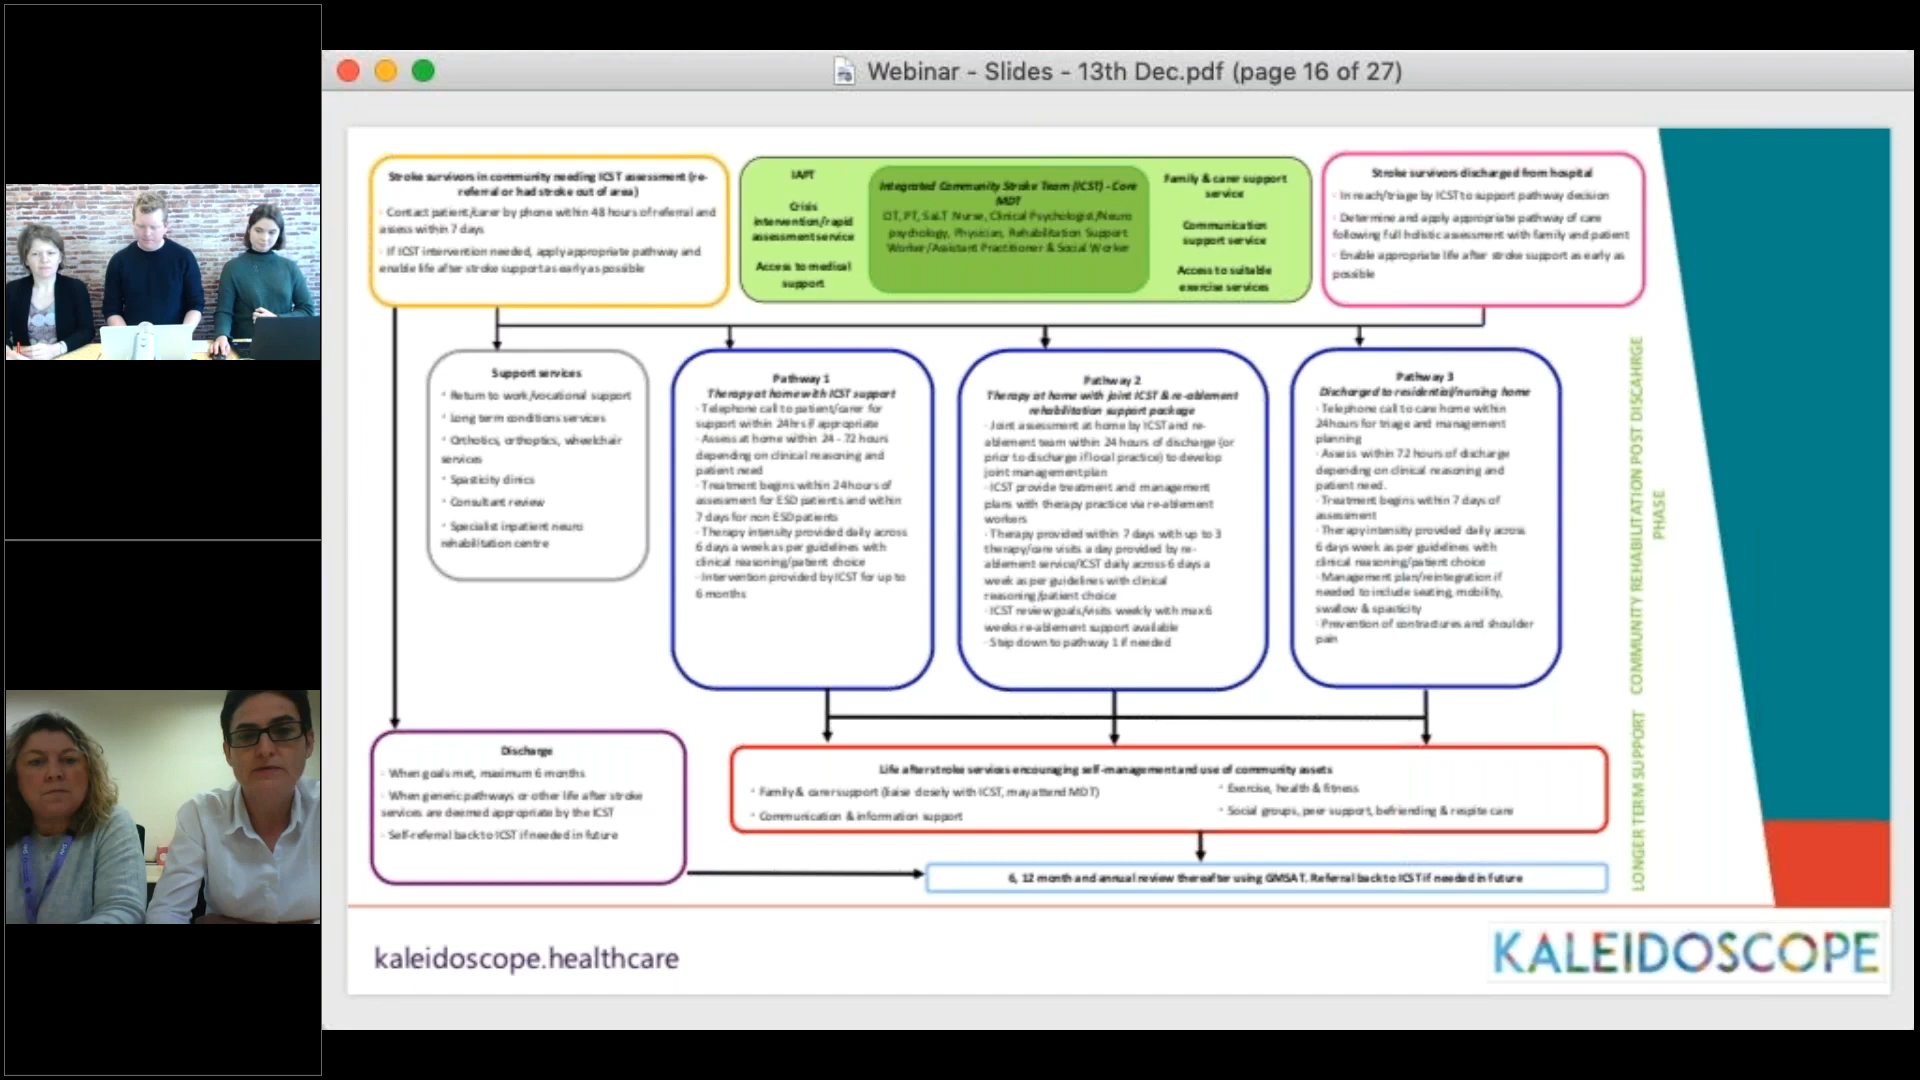 Webinar - Slides - 13th Dec.pdf (page 16 of 27)
Stroke survivors in community needing ICST assessment (re-
referral or had stroke out of area)
· Contact patient/carer by phone within 48 hours of referral and
assess within 7 days
· If ICST intervention needed, apply appropriate pathway and
enable life after stroke support as early as possible
IAPT
Crisis
intervention/rapid
assessment service
Access to medical
support
Integrated Community Stroke Team (ICST) - Core
MDT
OT, PT, SaLT Nurse, Clinical Psychologist/Neuro
psychology, Physician, Rehabilitation Support
Worker/Assistant Practitioner & Social Worker
Family & carer support
service
Communication
support service
Access to suitable
exercise services
Stroke survivors discharged from hospital
· In reach/triage by ICST to support pathway decision
· Determine and apply appropriate pathway of care
following full holistic assessment with family and patient
· Enable appropriate life after stroke support as early as
possible
Support services
* Return to work/vocational support
* Long term conditions services
* Orthotics, orthoptics, wheelchair
services
* Spasticity clinics
* Consultant review
* Specialist inpatient neuro
rehabilitation centre
Pathway 1
Therapy at home with ICST support
· Telephone call to patient/carer for
support within 24hrs if appropriate
· Assess at home within 24 - 72 hours
depending on clinical reasoning and
patient need
· Treatment begins within 24 hours of
assessment for ESD patients and within
7 days for non ESD patients
· Therapy intensity provided daily across
6 days a week as per guidelines with
clinical reasoning/patient choice
· Intervention provided by ICST for up to
6 months
Pathway 2
Therapy at home with joint ICST & re-ablement
rehabilitation support package
· Joint assessment at home by ICST and re-
ablement team within 24 hours of discharge (or
prior to discharge if local practice) to develop
joint management plan
· ICST provide treatment and management
plans with therapy practice via re-ablement
workers
· Therapy provided within 7 days with up to 3
therapy/care visits a day provided by re-
ablement service/ICST daily across 6 days a
week as per guidelines with clinical
reasoning/patient choice
· ICST review goals/visits weekly with max 6
weeks re-ablement support available
· Step down to pathway 1 if needed
Pathway 3
Discharged to residential/nursing home
· Telephone call to care home within
24hours for triage and management
planning
· Assess within 72 hours of discharge
depending on clinical reasoning and
patient need.
· Treatment begins within 7 days of
assessment
· Therapy intensity provided daily across
6 days week as per guidelines with
clinical reasoning/patient choice
· Management plan/reintegration if
needed to include seating, mobility,
swallow & spasticity
· Prevention of contractures and shoulder
pain
COMMUNITY REHABILITATION POST DISCAHRGE
PHASE
Discharge
· When goals met, maximum 6 months
· When generic pathways or other life after stroke
services are deemed appropriate by the ICST
· Self-referral back to ICST if needed in future
Life after stroke services encouraging self-management and use of community assets
* Family & carer support (liaise closely with ICST, may attend MDT)
* Communication & information support
* Exercise, health & fitness
* Social groups, peer support, befriending & respite care
LONGER TERM SUPPORT
6, 12 month and annual review thereafter using GMSAT. Referral back to ICST if needed in future
kaleidoscope.healthcare
KALEIDOSCOPE